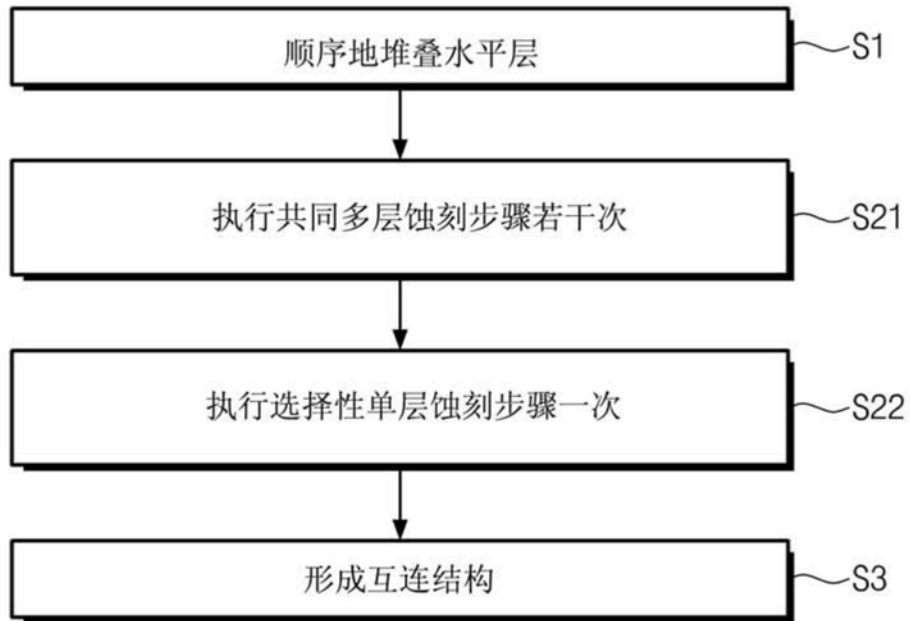 顺序地堆叠水平层
S1
执行共同多层蚀刻步骤若干次
S21
执行选择性单层蚀刻步骤一次
S22
形成互连结构
S3